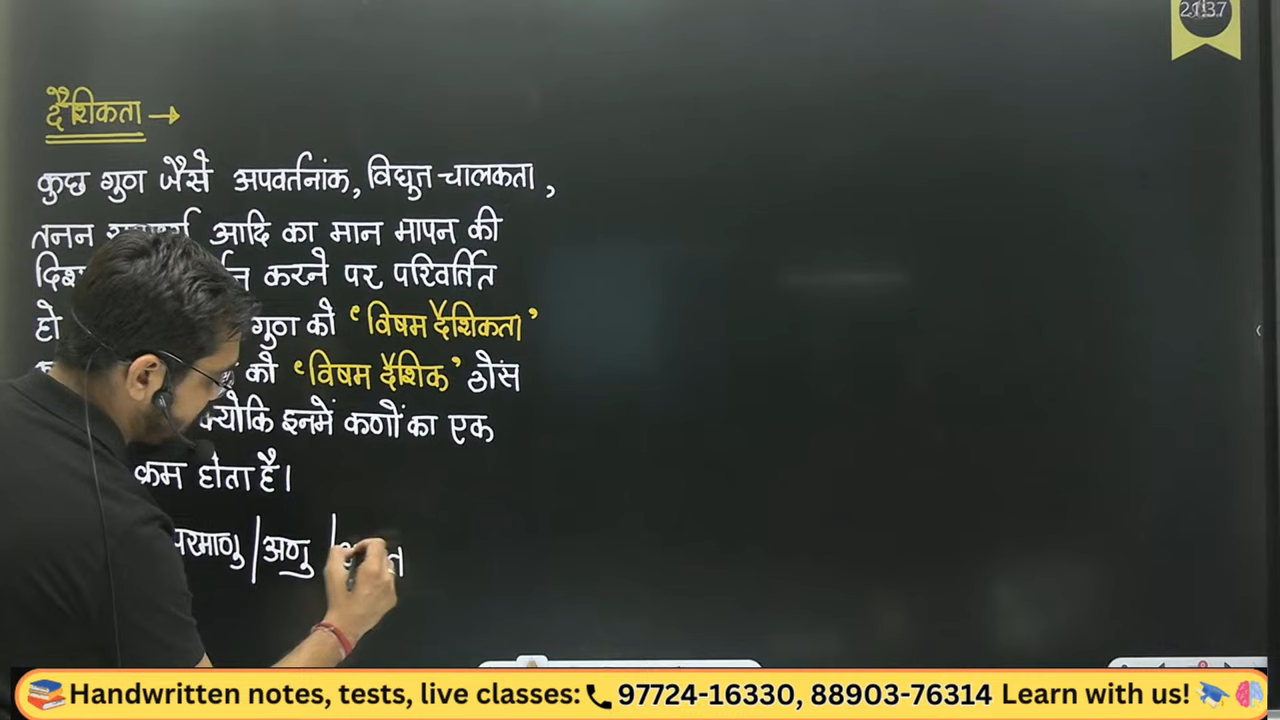 21:37
दैशिकता →
कुछ गुण जैसे अपवर्तनांक, विद्युत चालकता,
तनन आदि का मान मापन की
करने पर परिवर्तित
हो गुण को ‘विषम दैशिकता’
को ‘विषम दैशिक’ ठोस
क्योकि इनमें कणों का एक
क्रम होता है।
परमाणु | अणु |
Handwritten notes, tests, live classes: 97724-16330, 88903-76314 Learn with us!